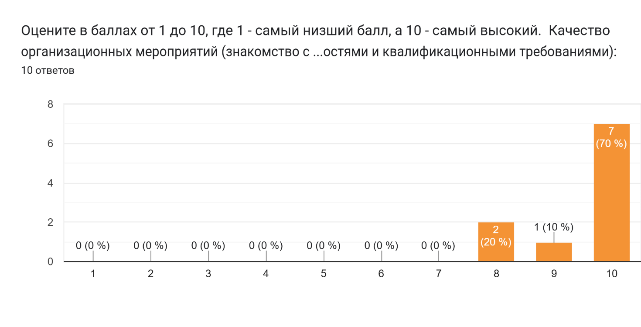 Оцените в баллах от 1 до 10, где 1 - самый низший балл, а 10 - самый высокий. Качество
организационных мероприятий (знакомство с ...остями и квалификационными требованиями):
10 ответов
8
6
4
2
0
0 (0 %) 0 (0 %) 0 (0 %) 0 (0 %) 0 (0 %) 0 (0 %) 0 (0 %)
2
(20 %)
1 (10 %)
7
(70 %)
1 2 3 4 5 6 7 8 9 10